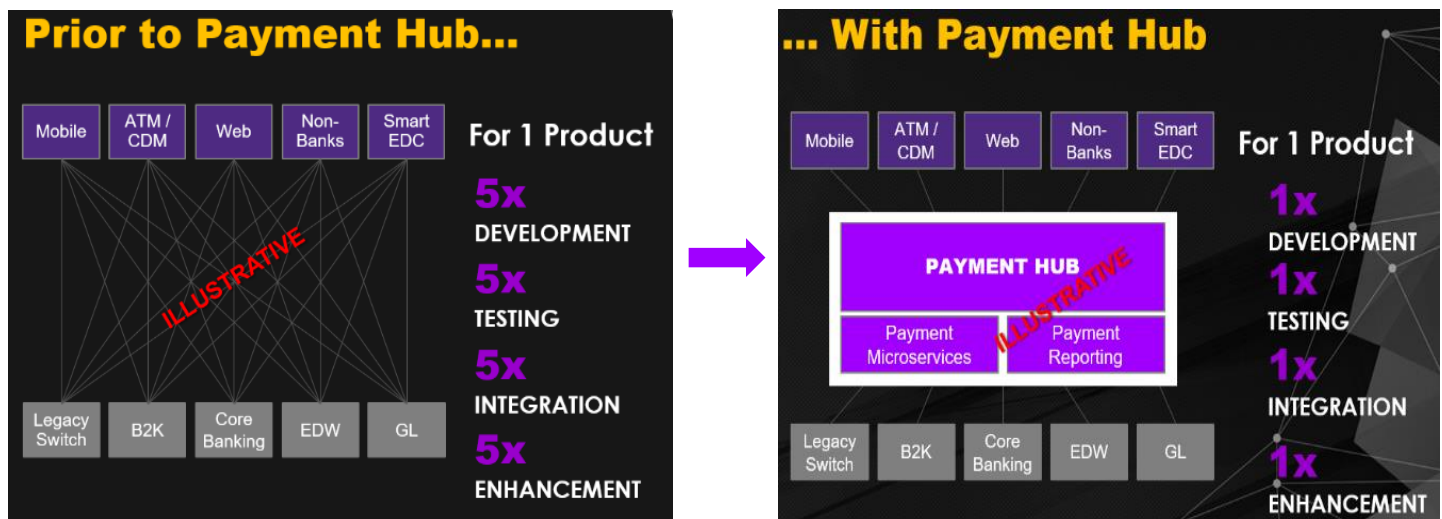 Prior to Payment Hub...
Mobile
ATM /
CDM
Web
Non-
Banks
Smart
EDC
For 1 Product
5x
DEVELOPMENT
5x
TESTING
5x
INTEGRATION
5x
ENHANCEMENT
ILLUSTRATIVE
Legacy
Switch
B2K
Core
Banking
EDW
GL
... With Payment Hub
Mobile
ATM /
CDM
Web
Non-
Banks
Smart
EDC
For 1 Product
1x
DEVELOPMENT
1x
TESTING
1x
INTEGRATION
1x
ENHANCEMENT
PAYMENT HUB
ILLUSTRATIVE
Payment
Microservices
Payment
Reporting
Legacy
Switch
B2K
Core
Banking
EDW
GL